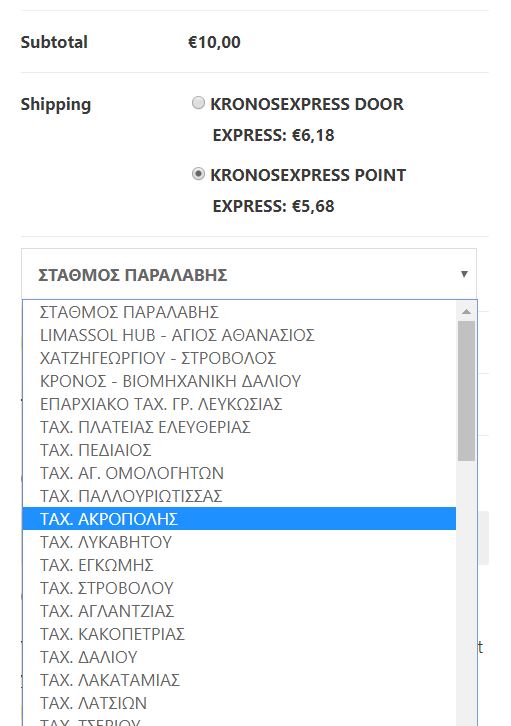 Subtotal €10,00
Shipping KRONOSEXPRESS DOOR
EXPRESS: €6,18
KRONOSEXPRESS POINT
EXPRESS: €5,68
ΣΤΑΘΜΟΣ ΠΑΡΑΛΑΒΗΣ
ΣΤΑΘΜΟΣ ΠΑΡΑΛΑΒΗΣ
LIMASSOL HUB - ΑΓΙΟΣ ΑΘΑΝΑΣΙΟΣ
ΧΑΤΖΗΓΕΩΡΓΙΟΥ - ΣΤΡΟΒΟΛΟΣ
ΚΡΟΝΟΣ - ΒΙΟΜΗΧΑΝΙΚΗ ΔΑΛΙΟΥ
ΕΠΑΡΧΙΑΚΟ ΤΑΧ. ΓΡ. ΛΕΥΚΩΣΙΑΣ
ΤΑΧ. ΠΛΑΤΕΙΑΣ ΕΛΕΥΘΕΡΙΑΣ
ΤΑΧ. ΠΕΔΙΑΙΟΣ
ΤΑΧ. ΑΓ. ΟΜΟΛΟΓΗΤΩΝ
ΤΑΧ. ΠΑΛΛΟΥΡΙΩΤΙΣΣΑΣ
ΤΑΧ. ΑΚΡΟΠΟΛΗΣ
ΤΑΧ. ΛΥΚΑΒΗΤΟΥ
ΤΑΧ. ΕΓΚΩΜΗΣ
ΤΑΧ. ΣΤΡΟΒΟΛΟΥ
ΤΑΧ. ΑΓΛΑΝΤΖΙΑΣ
ΤΑΧ. ΚΑΚΟΠΕΤΡΙΑΣ
ΤΑΧ. ΔΑΛΙΟΥ
ΤΑΧ. ΛΑΚΑΤΑΜΙΑΣ
ΤΑΧ. ΛΑΤΣΙΩΝ
ΤΑΧ. ΤΣΕΡΙΟΥ